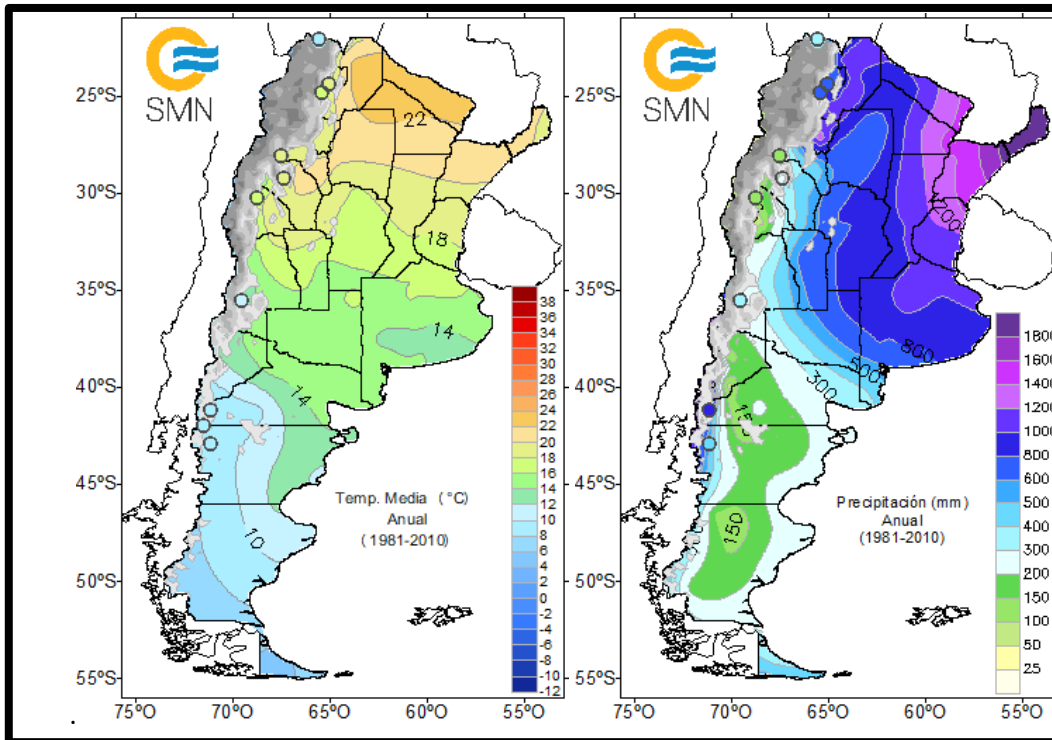 SMN
25ºS
30ºS
35ºS
40ºS
45ºS
50ºS
55ºS
75ºO
70ºO
65ºO
60ºO
55ºO
22
18
14
14
10
Temp. Media (°C)
Anual
(1981-2010)
38
36
34
32
30
28
26
24
22
20
18
16
14
12
10
8
6
4
2
0
-2
-4
-6
-8
-10
-12
SMN
25ºS
30ºS
35ºS
40ºS
45ºS
50ºS
55ºS
75ºO
70ºO
65ºO
60ºO
55ºO
800
500
300
150
Precipitación (mm)
Anual
(1981-2010)
1800
1600
1400
1200
1000
800
600
500
400
300
200
150
100
50
25
.